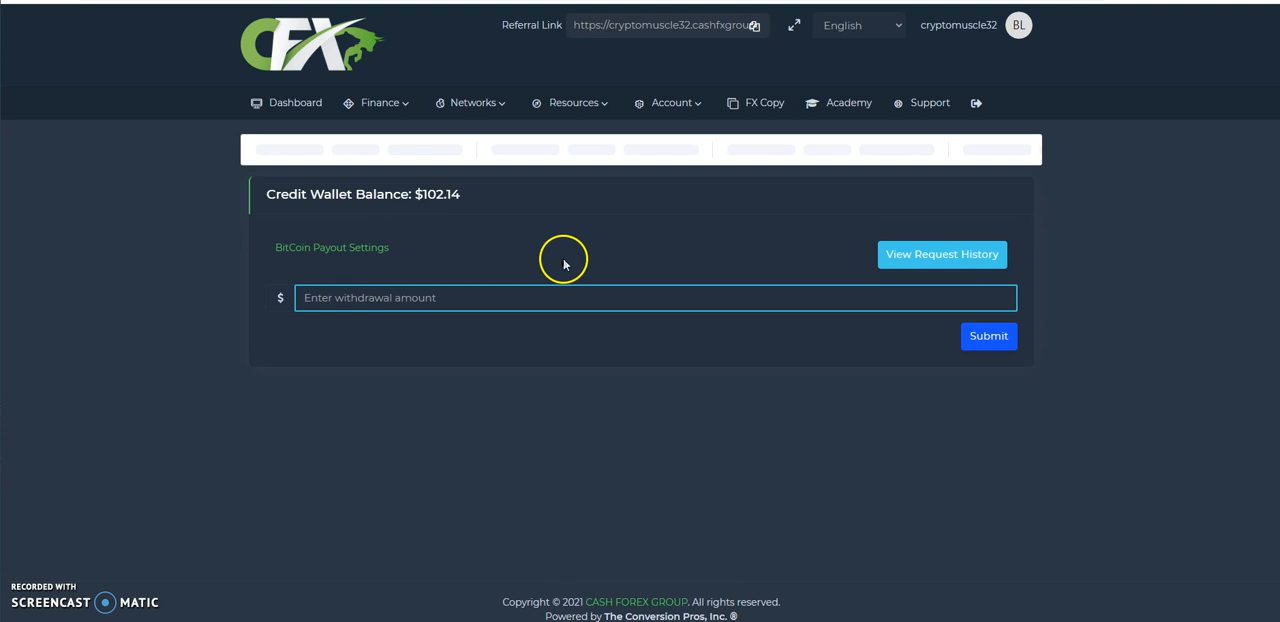 CFX
Referral Link https://cryptomuscle32.cashfxgrou English cryptomuscle32 BL
Dashboard Finance Networks Resources Account FX Copy Academy Support
Credit Wallet Balance: $102.14
BitCoin Payout Settings
View Request History
$ Enter withdrawal amount
Submit
RECORDED WITH
SCREENCAST MATIC
Copyright © 2021 CASH FOREX GROUP. All rights reserved.
Powered by The Conversion Pros, Inc. ®